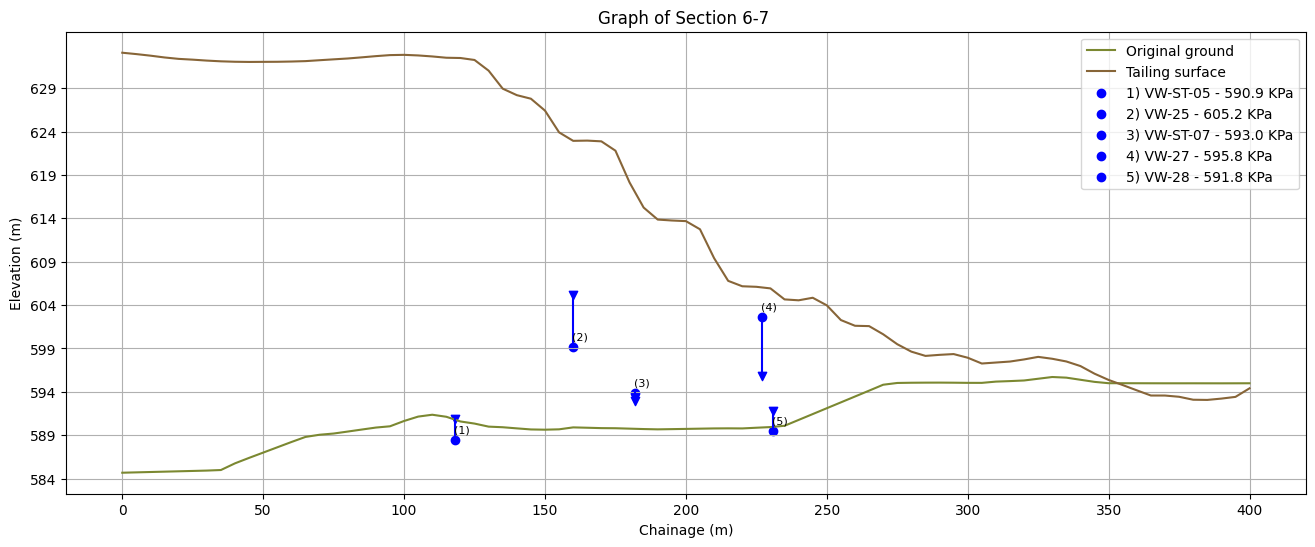 Graph of Section 6-7
Original ground
Tailing surface
1) VW-ST-05 - 590.9 KPa
2) VW-25 - 605.2 KPa
3) VW-ST-07 - 593.0 KPa
4) VW-27 - 595.8 KPa
5) VW-28 - 591.8 KPa
Elevation (m)
629
624
619
614
609
604
599
594
589
584
(1)
(2)
(3)
(4)
(5)
0 50 100 150 200 250 300 350 400
Chainage (m)